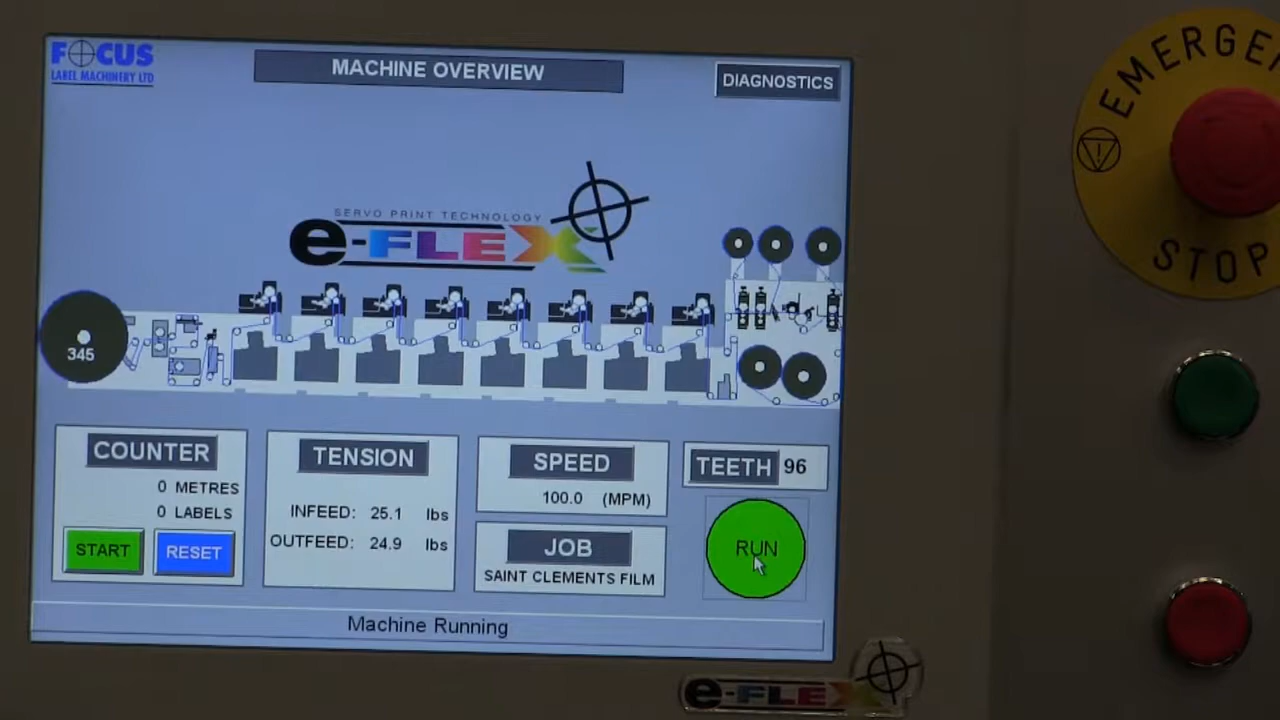 FOCUS
LABEL MACHINERY LTD
MACHINE OVERVIEW
DIAGNOSTICS
SERVO PRINT TECHNOLOGY
e-FLEX
345
COUNTER
0 METRES
0 LABELS
START
RESET
TENSION
INFEED: 25.1 lbs
OUTFEED: 24.9 lbs
SPEED
100.0 (MPM)
JOB
SAINT CLEMENTS FILM
TEETH 96
RUN
Machine Running
e-FLEX
EMERGEN
STOP